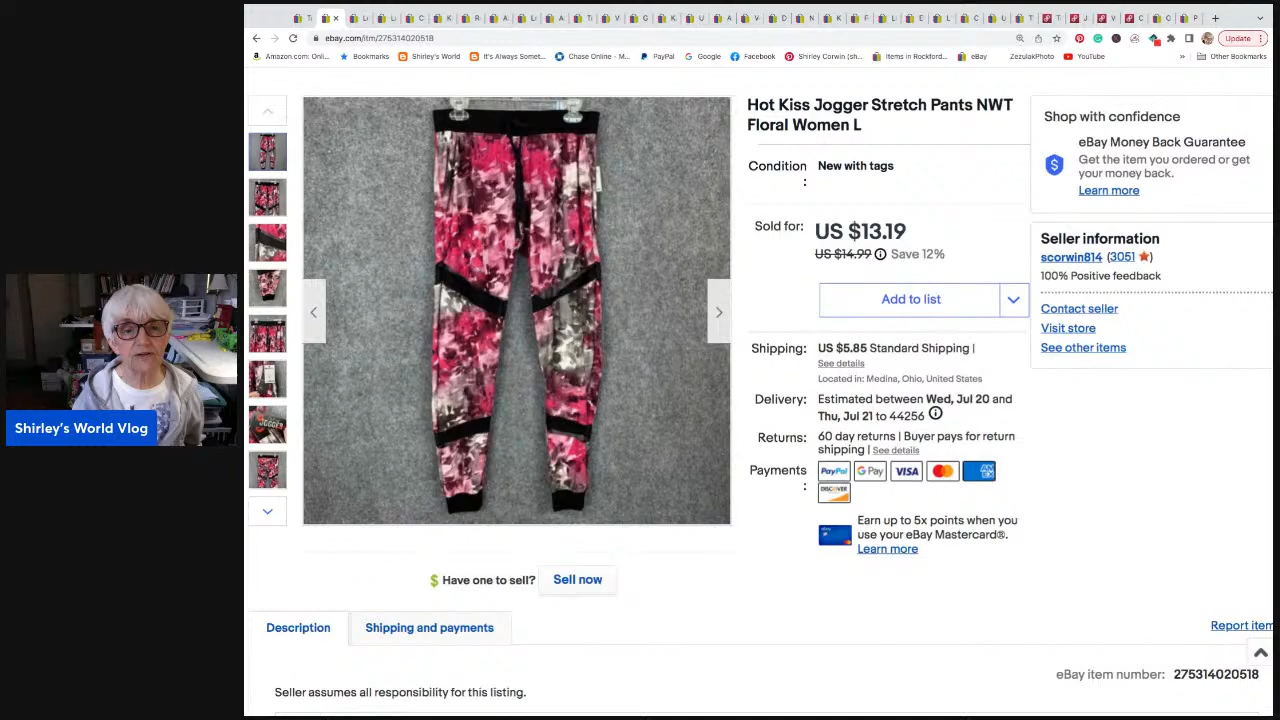 Update
ebay.com/itm/275314020518
Amazon.com: Onli...
Bookmarks
Shirley's World
It's Always Somet...
Chase Online - M...
PayPal
Google
Facebook
Shirley Corwin (sh...
Items in Rockford...
eBay
ZezulakPhoto
YouTube
»
Other Bookmarks
Hot Kiss Jogger Stretch Pants NWT
Floral Women L
Condition
:
New with tags
Sold for:
US $13.19
US $14.99
Save 12%
Add to list
Shipping:
US $5.85 Standard Shipping |
See details
Located in: Medina, Ohio, United States
Delivery:
Estimated between Wed, Jul 20 and
Thu, Jul 21 to 44256
Returns:
60 day returns | Buyer pays for return
shipping | See details
Payments
:
PayPal
G Pay
VISA
DISCOVER
Earn up to 5x points when you
use your eBay Mastercard®.
Learn more
Shop with confidence
eBay Money Back Guarantee
Get the item you ordered or get
your money back.
Learn more
Seller information
scorwin814 (3051)
100% Positive feedback
Contact seller
Visit store
See other items
Shirley's World Vlog
Have one to sell?
Sell now
Description
Shipping and payments
Report item
eBay item number: 275314020518
Seller assumes all responsibility for this listing.